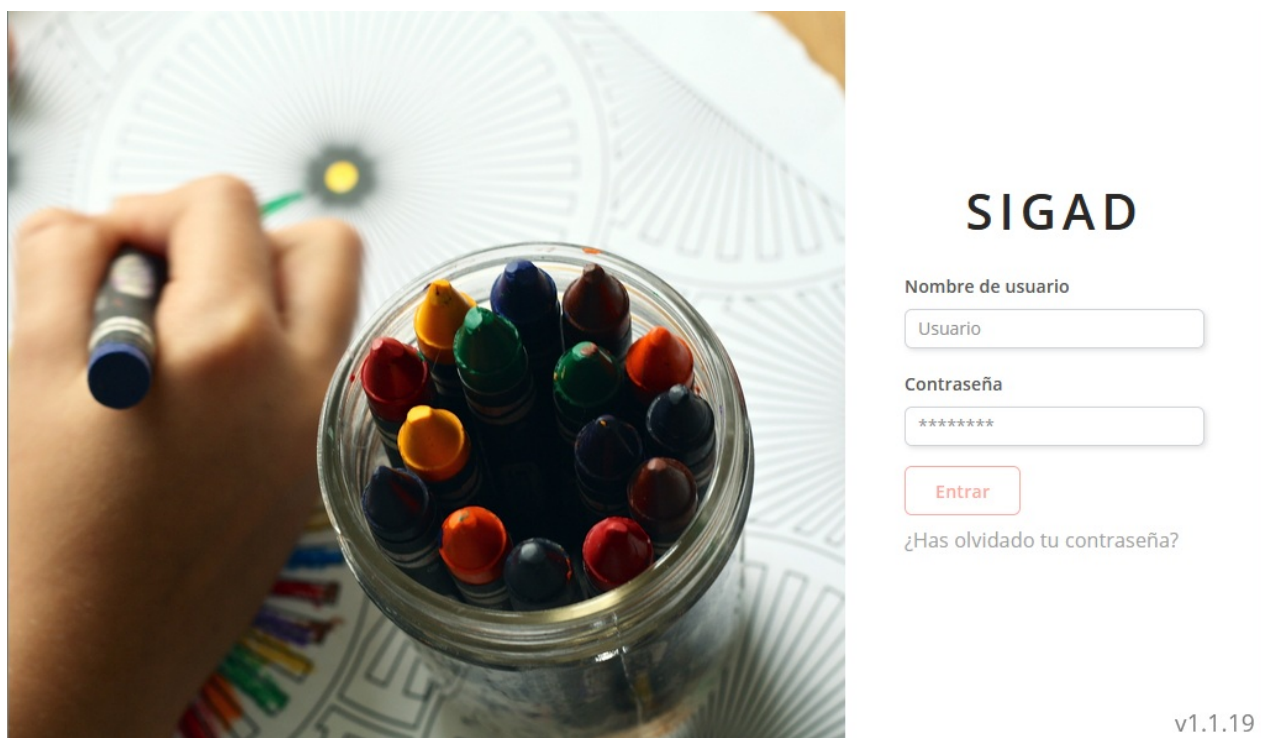 SIGAD
Nombre de usuario
Usuario
Contraseña
********
Entrar
¿Has olvidado tu contraseña?
v1.1.19